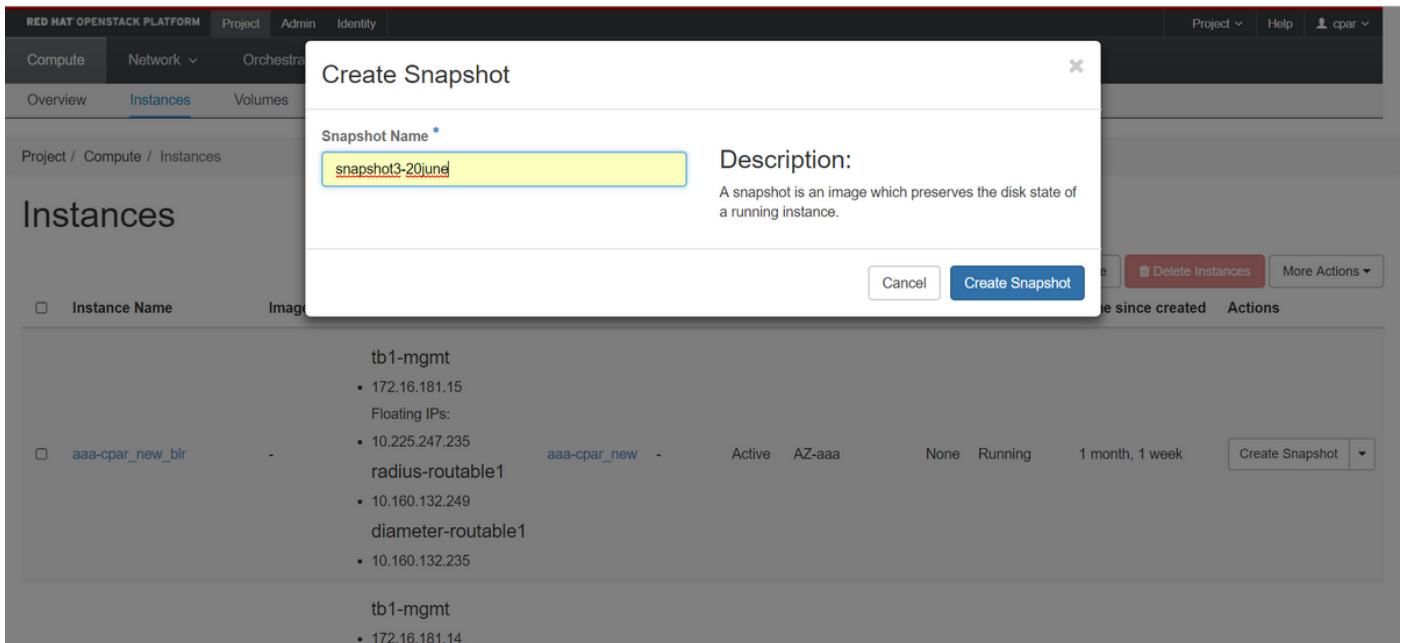 RED HAT OPENSTACK PLATFORM Project Admin Identity Project Help cpar
Compute Network Orchestra
Create Snapshot ×
Overview Instances Volumes
Snapshot Name *
Project / Compute / Instances
snapshot3-20june
Description:
A snapshot is an image which preserves the disk state of
a running instance.
Instances
Cancel Create Snapshot
Delete Instances More Actions
Instance Name Image e since created Actions
tb1-mgmt
• 172.16.181.15
Floating IPs:
• 10.225.247.235
aaa-cpar_new_blr - aaa-cpar_new - Active AZ-aaa None Running 1 month, 1 week Create Snapshot
radius-routable1
• 10.160.132.249
diameter-routable1
• 10.160.132.235
tb1-mgmt
• 172.16.181.14